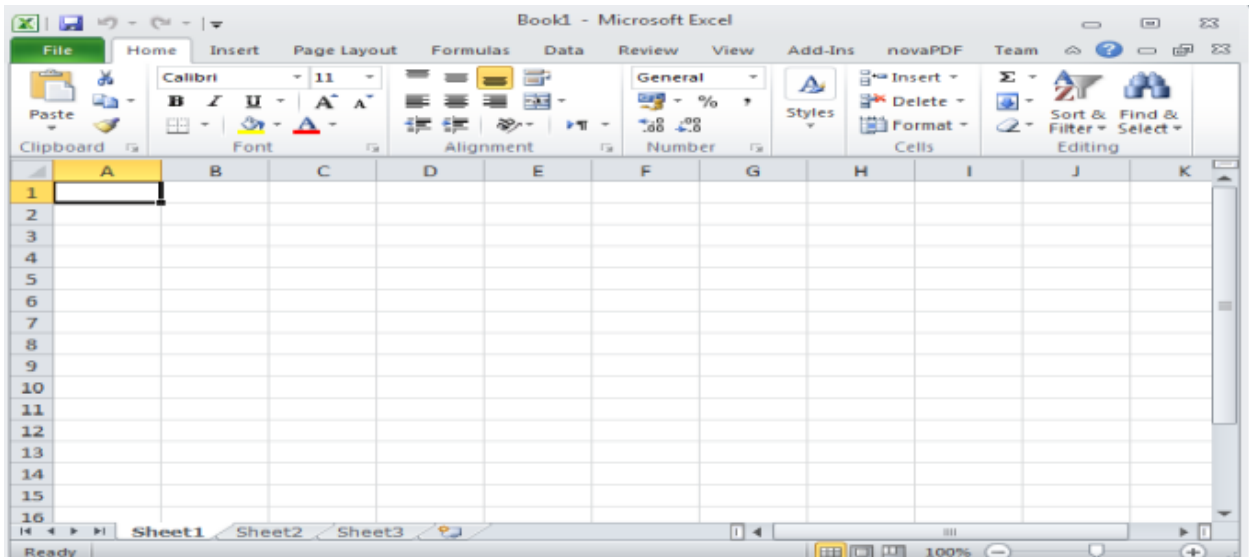 Book1 - Microsoft Excel
File Home Insert Page Layout Formulas Data Review View Add-Ins novaPDF Team
Calibri 11 General Insert Σ
Paste B I U A A % , Styles Delete Sort & Find &
A .00 .00 Format Filter Select
Clipboard Font Alignment Number Cells Editing
A B C D E F G H I J K
1
2
3
4
5
6
7
8
9
10
11
12
13
14
15
16
Sheet1 Sheet2 Sheet3
Ready 100%